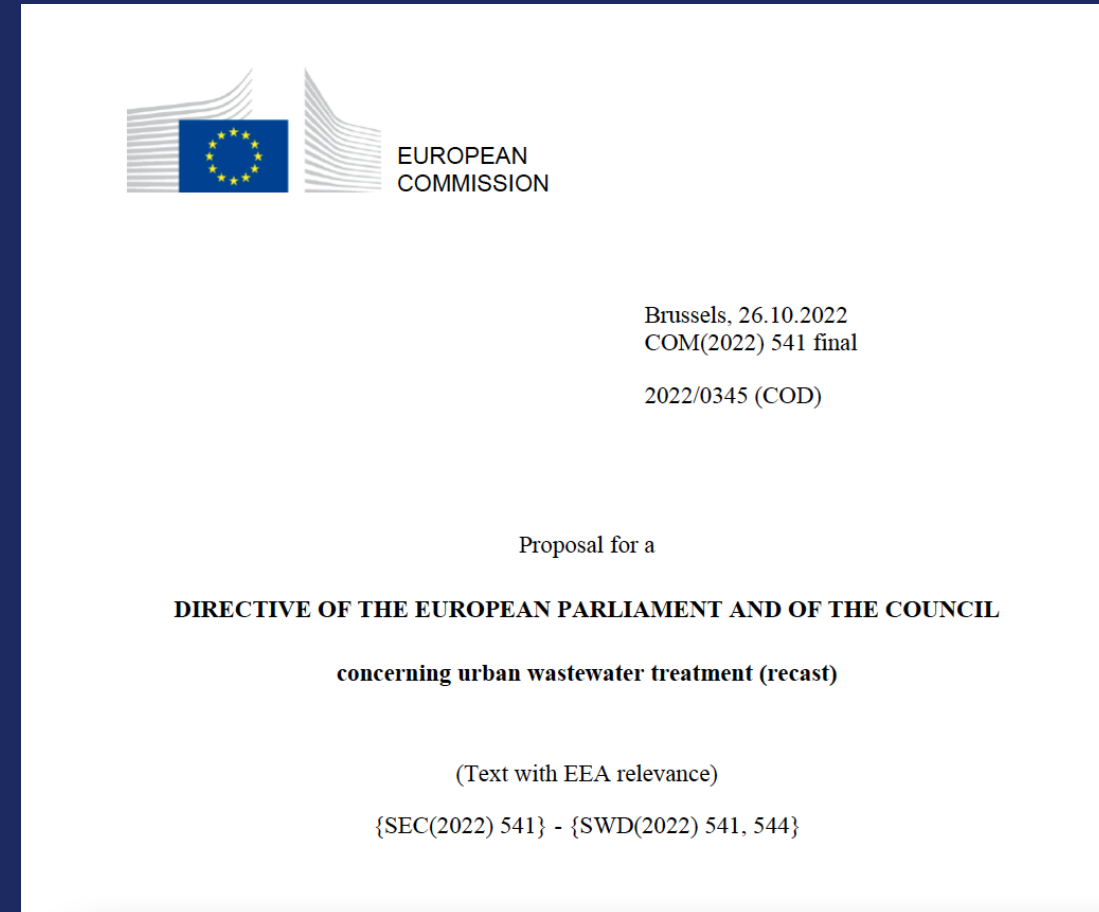 EUROPEAN
COMMISSION
Brussels, 26.10.2022
COM(2022) 541 final
2022/0345 (COD)
Proposal for a
DIRECTIVE OF THE EUROPEAN PARLIAMENT AND OF THE COUNCIL
concerning urban wastewater treatment (recast)
(Text with EEA relevance)
{SEC(2022) 541} - {SWD(2022) 541, 544}